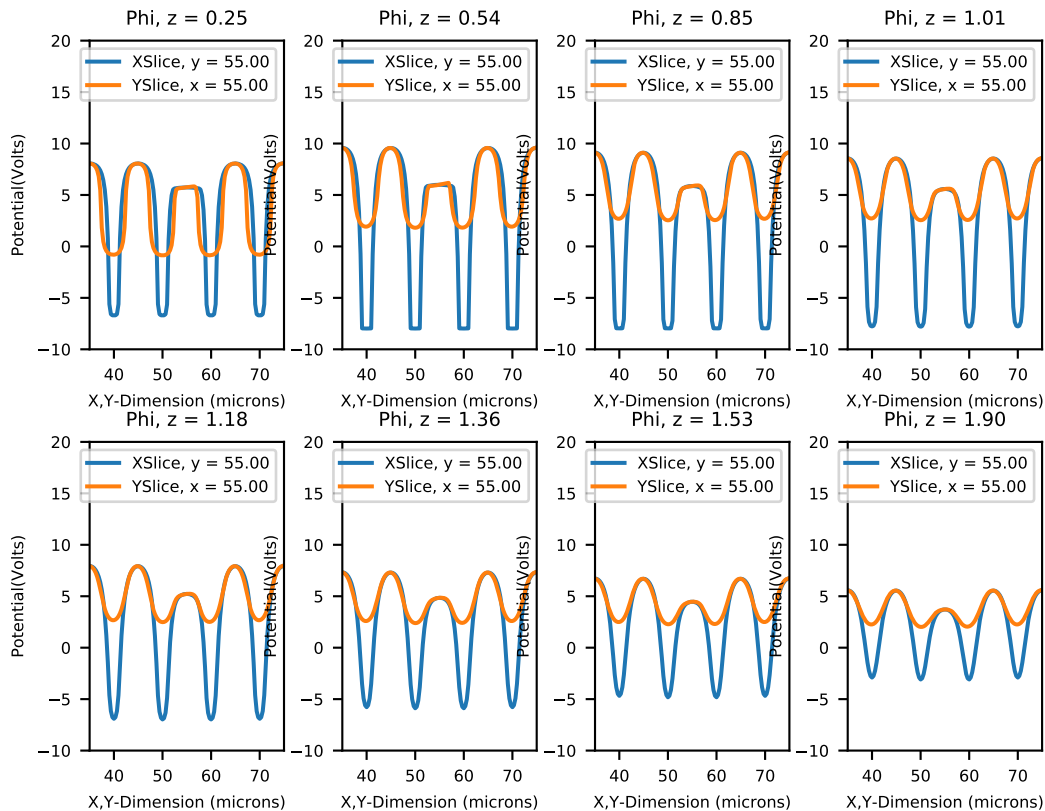 Phi, z = 0.25
Phi, z = 0.54
Phi, z = 0.85
Phi, z = 1.01
20
15
10
5
0
−5
−10
XSlice, y = 55.00
YSlice, x = 55.00
Potential(Volts)
40 50 60 70
X,Y-Dimension (microns)
20
15
10
5
0
−5
−10
XSlice, y = 55.00
YSlice, x = 55.00
Potential(Volts)
40 50 60 70
X,Y-Dimension (microns)
20
15
10
5
0
−5
−10
XSlice, y = 55.00
YSlice, x = 55.00
Potential(Volts)
40 50 60 70
X,Y-Dimension (microns)
20
15
10
5
0
−5
−10
XSlice, y = 55.00
YSlice, x = 55.00
40 50 60 70
X,Y-Dimension (microns)
Phi, z = 1.18
Phi, z = 1.36
Phi, z = 1.53
Phi, z = 1.90
20
15
10
5
0
−5
−10
XSlice, y = 55.00
YSlice, x = 55.00
Potential(Volts)
40 50 60 70
X,Y-Dimension (microns)
20
15
10
5
0
−5
−10
XSlice, y = 55.00
YSlice, x = 55.00
Potential(Volts)
40 50 60 70
X,Y-Dimension (microns)
20
15
10
5
0
−5
−10
XSlice, y = 55.00
YSlice, x = 55.00
Potential(Volts)
40 50 60 70
X,Y-Dimension (microns)
20
15
10
5
0
−5
−10
XSlice, y = 55.00
YSlice, x = 55.00
40 50 60 70
X,Y-Dimension (microns)